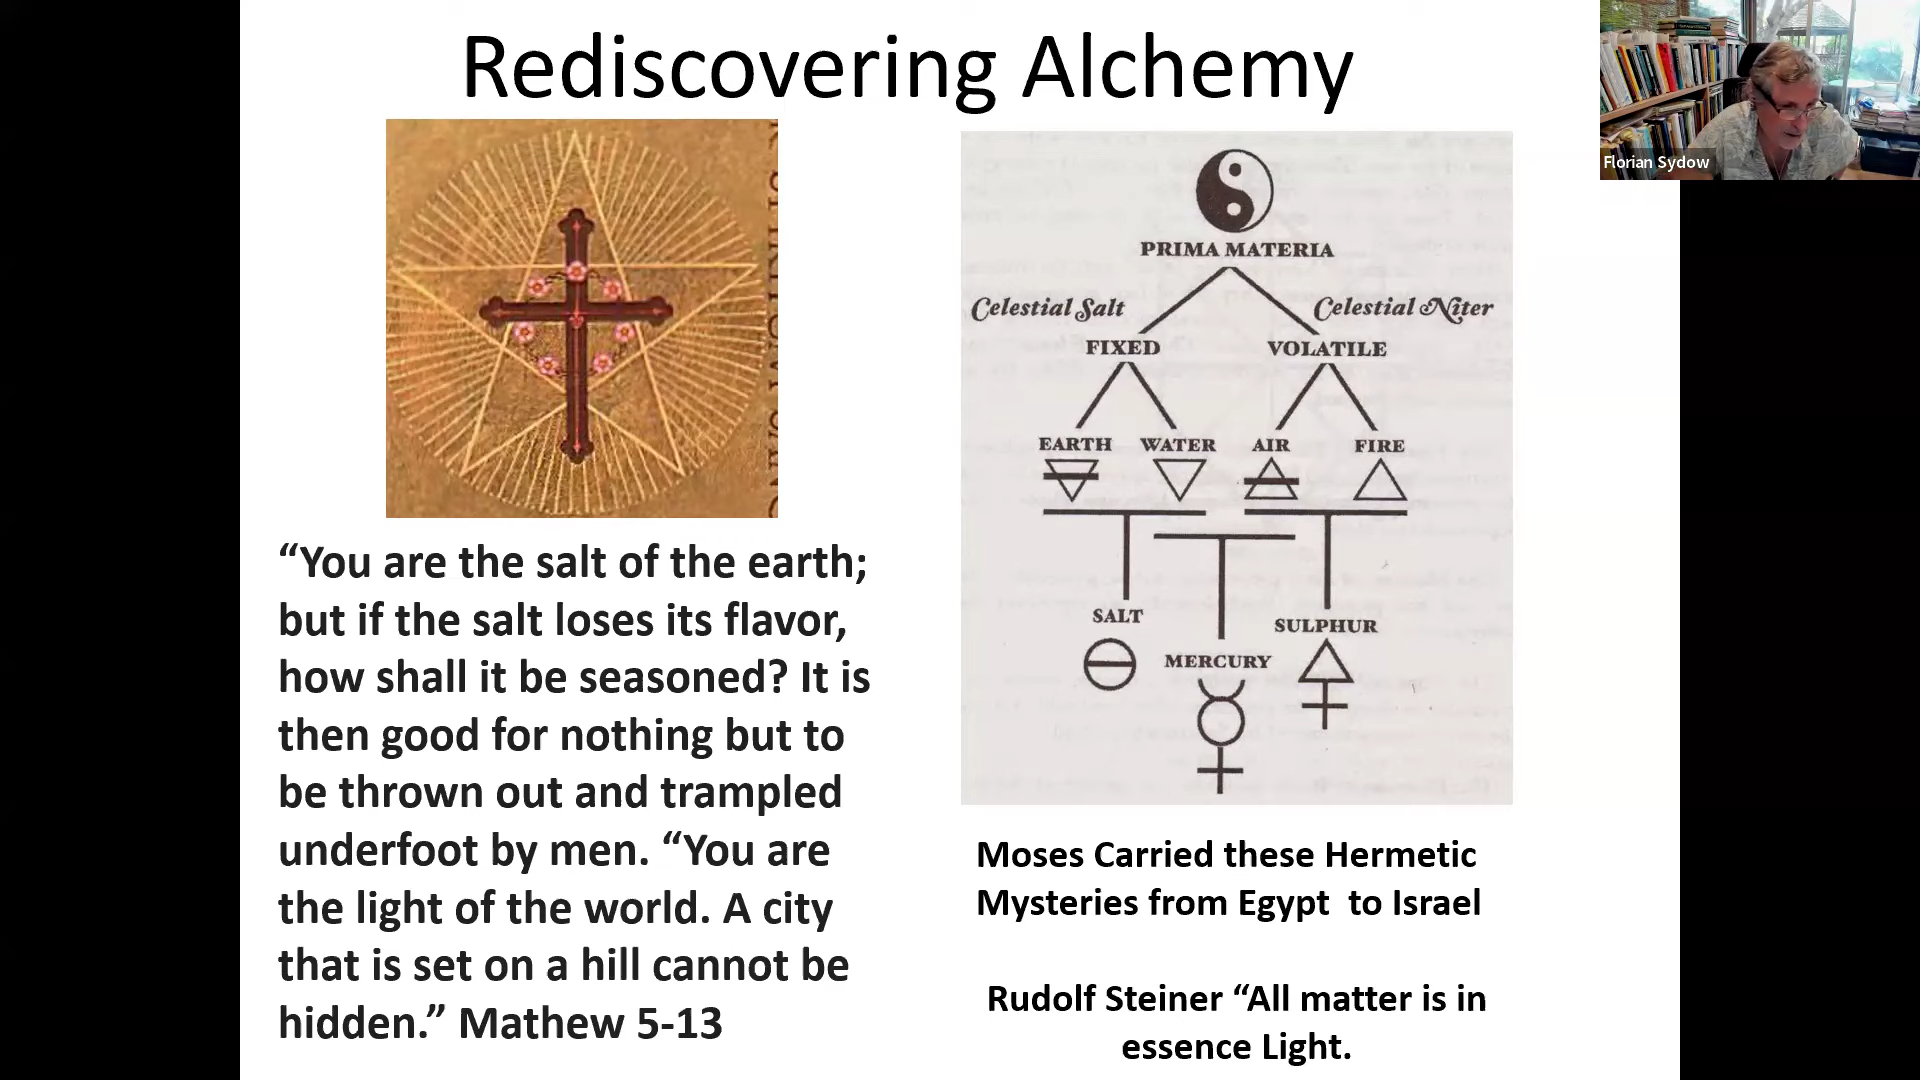 Rediscovering Alchemy
Florian Sydow
PRIMA MATERIA
Celestial Salt
Celestial Niter
FIXED
VOLATILE
EARTH WATER AIR FIRE
SALT
SULPHUR
MERCURY
“You are the salt of the earth;
but if the salt loses its flavor,
how shall it be seasoned? It is
then good for nothing but to
be thrown out and trampled
underfoot by men. “You are
the light of the world. A city
that is set on a hill cannot be
hidden.” Mathew 5-13
Moses Carried these Hermetic
Mysteries from Egypt to Israel
Rudolf Steiner “All matter is in
essence Light.